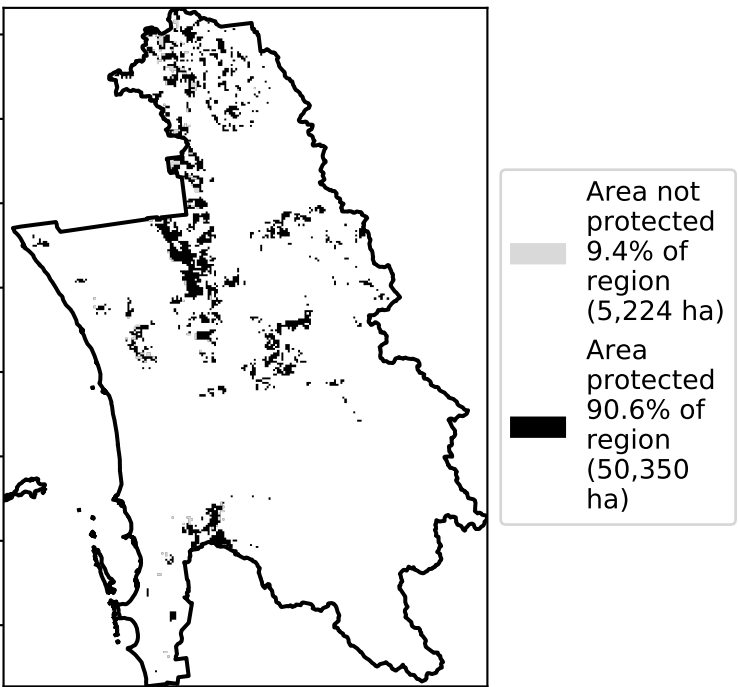 Area not
protected
9.4% of
region
(5,224 ha)
Area
protected
90.6% of
region
(50,350
ha)